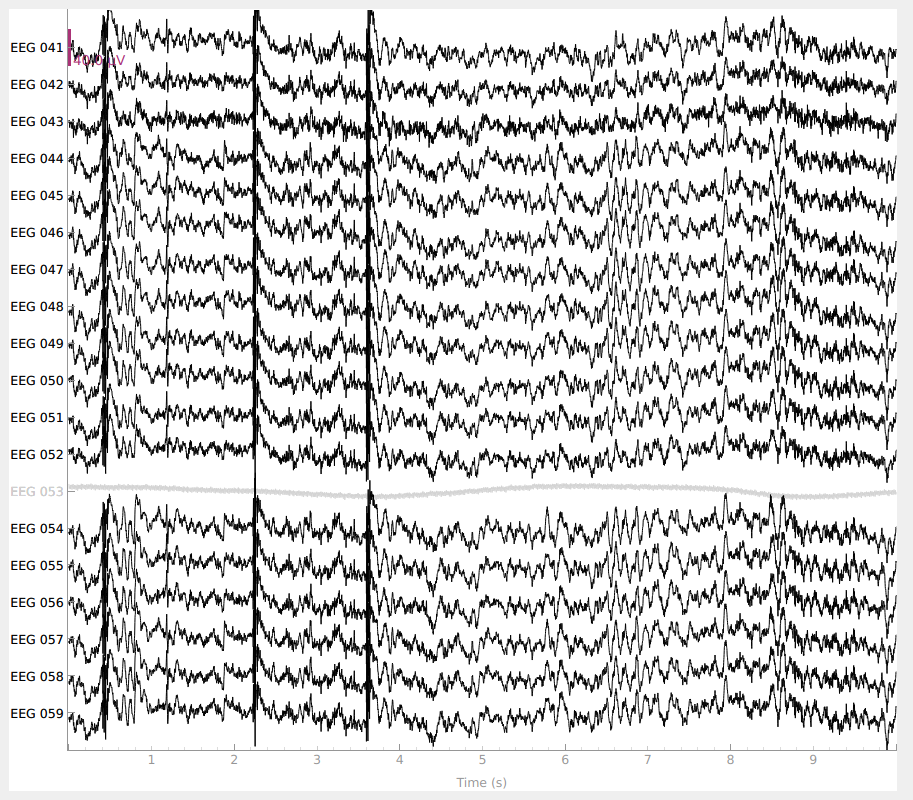 EEG 041
40.0 µV
EEG 042
EEG 043
EEG 044
EEG 045
EEG 046
EEG 047
EEG 048
EEG 049
EEG 050
EEG 051
EEG 052
EEG 053
EEG 054
EEG 055
EEG 056
EEG 057
EEG 058
EEG 059
1 2 3 4 5 6 7 8 9
Time (s)